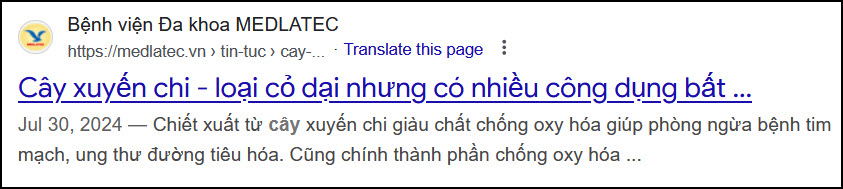 Bệnh viện Đa khoa MEDLATEC
MEDLATEC
https://medlatec.vn › tin-tuc › cay-... · Translate this page
Cây xuyến chi - loại cỏ dại nhưng có nhiều công dụng bất ...
Jul 30, 2024 — Chiết xuất từ cây xuyến chi giàu chất chống oxy hóa giúp phòng ngừa bệnh tim
mạch, ung thư đường tiêu hóa. Cũng chính thành phần chống oxy hóa ...